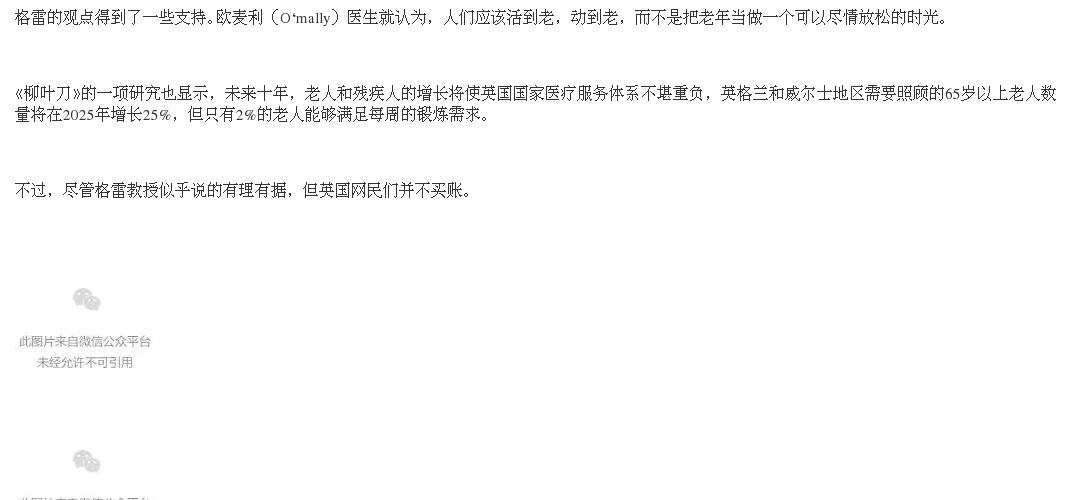 格雷的观点得到了一些支持。欧麦利（O‘mally）医生就认为，人们应该活到老，动到老，而不是把老年当做一个可以尽情放松的时光。
《柳叶刀》的一项研究也显示，未来十年，老人和残疾人的增长将使英国国家医疗服务体系不堪重负，英格兰和威尔士地区需要照顾的65岁以上老人数
量将在2025年增长25%，但只有2%的老人能够满足每周的锻炼需求。
不过，尽管格雷教授似乎说的有理有据，但英国网民们并不买账。
此图片来自微信公众平台
未经允许不可引用